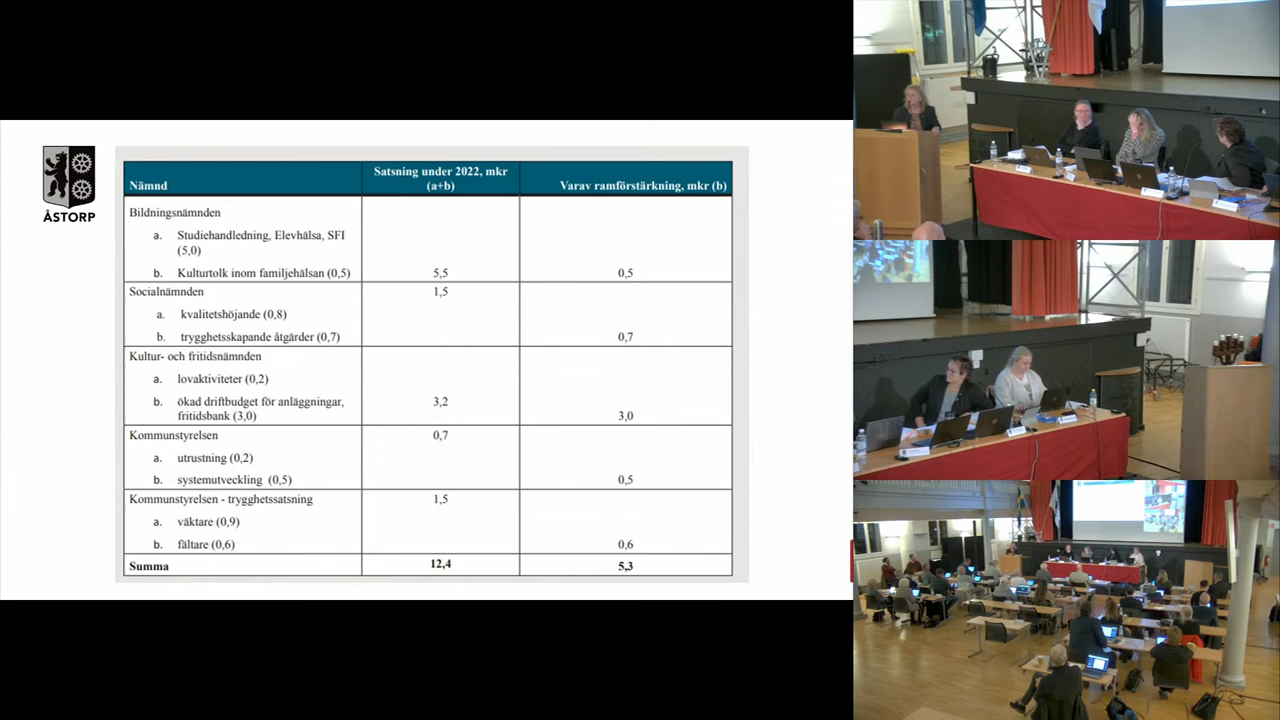 ÅSTORP
Nämnd
Satsning under 2022, mkr
(a+b)
Varav ramförstärkning, mkr (b)
Bildningsnämnden
a. Studiehandledning, Elevhälsa, SFI
(5,0)
b. Kulturtolk inom familjehälsan (0,5)
5,5
0,5
Socialnämnden
1,5
a. kvalitetshöjande (0,8)
b. trygghetsskapande åtgärder (0,7)
0,7
Kultur- och fritidsnämnden
a. lovaktiviteter (0,2)
b. ökad driftbudget för anläggningar,
fritidsbank (3,0)
3,2
3,0
Kommunstyrelsen
0,7
a. utrustning (0,2)
b. systemutveckling (0,5)
0,5
Kommunstyrelsen - trygghetssatsning
1,5
a. väktare (0,9)
b. fältare (0,6)
0,6
Summa
12,4
5,3